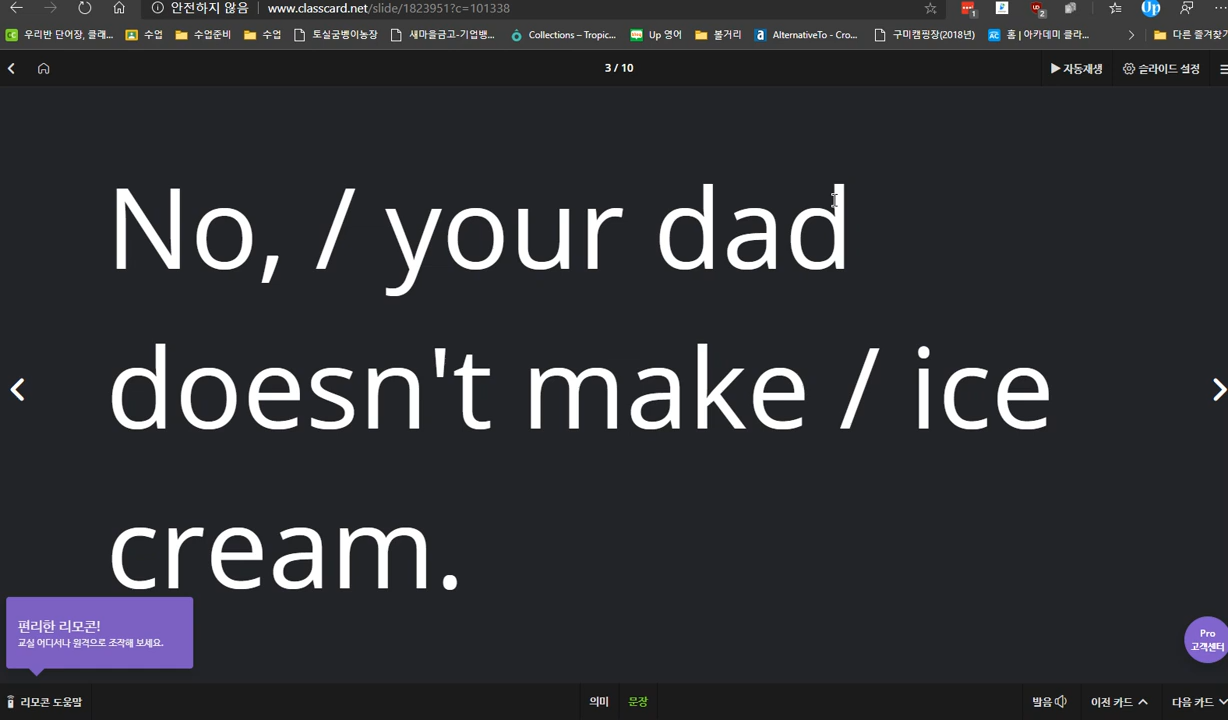 안전하지 않음 www.classcard.net/slide/1823951?c=101338
우리반 단어장, 클래... 수업 수업준비 수업 토실굼벵이농장 새마을금고-기업뱅... Collections – Tropic... Up 영어 볼거리 AlternativeTo - Cro... 구미캠핑장(2018년) 홈 | 아카데미 클라... 다른 즐겨찾기
3 / 10 ▶ 자동재생 슬라이드 설정
No, / your dad
doesn't make / ice
cream.
편리한 리모콘!
교실 어디서나 원격으로 조작해 보세요.
Pro
고객센터
리모콘 도움말 의미 문장 발음 이전 카드 다음 카드